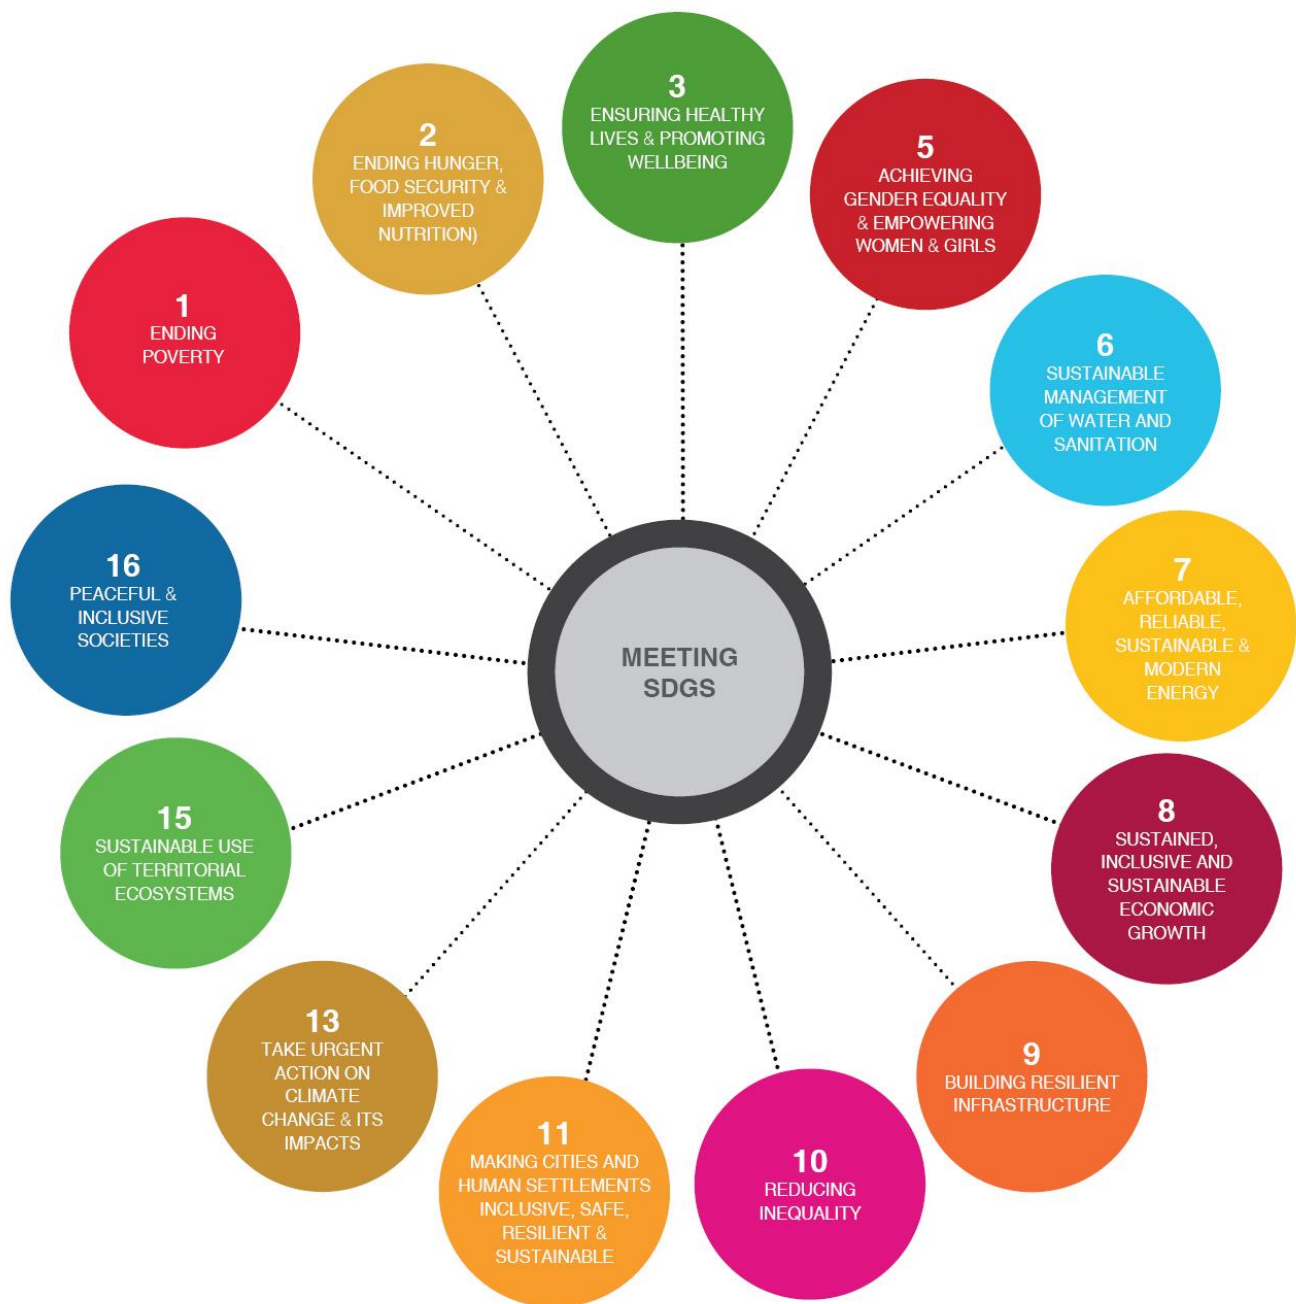 3
ENSURING HEALTHY
LIVES & PROMOTING
WELLBEING
2
ENDING HUNGER,
FOOD SECURITY &
IMPROVED
NUTRITION)
5
ACHIEVING
GENDER EQUALITY
& EMPOWERING
WOMEN & GIRLS
1
ENDING
POVERTY
6
SUSTAINABLE
MANAGEMENT
OF WATER AND
SANITATION
16
PEACEFUL &
INCLUSIVE
SOCIETIES
7
AFFORDABLE,
RELIABLE,
SUSTAINABLE &
MODERN
ENERGY
MEETING
SDGS
15
SUSTAINABLE USE
OF TERRITORIAL
ECOSYSTEMS
8
SUSTAINED,
INCLUSIVE AND
SUSTAINABLE
ECONOMIC
GROWTH
13
TAKE URGENT
ACTION ON
CLIMATE
CHANGE & ITS
IMPACTS
9
BUILDING RESILIENT
INFRASTRUCTURE
11
MAKING CITIES AND
HUMAN SETTLEMENTS
INCLUSIVE, SAFE,
RESILIENT &
SUSTAINABLE
10
REDUCING
INEQUALITY